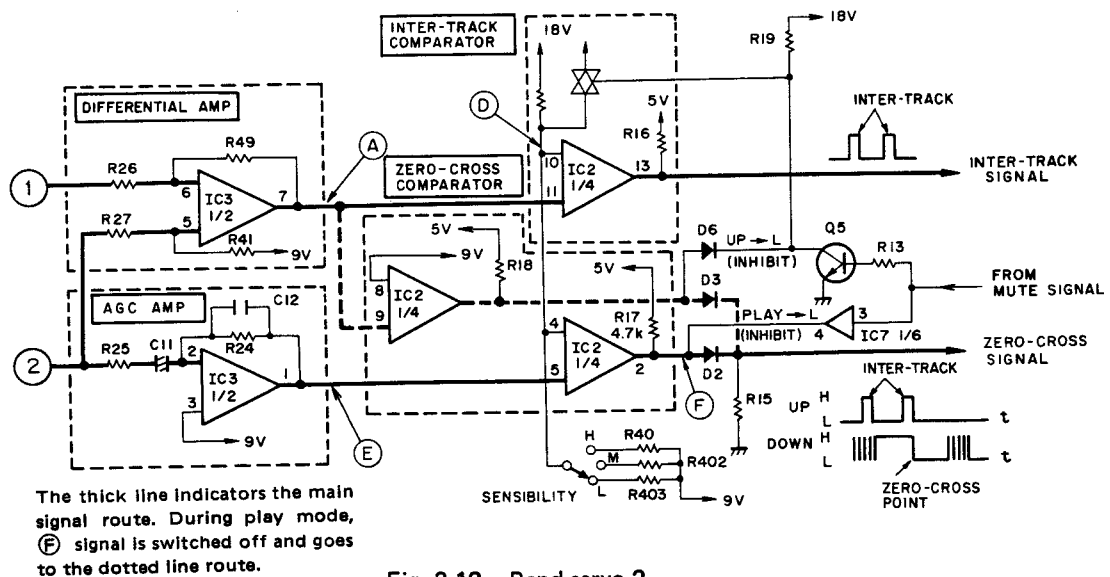 INTER-TRACK
COMPARATOR
18V
18V
R19
DIFFERENTIAL AMP
R49
A
D
5V
R16
INTER-TRACK
10
R26
1
6
IC3
1/2
7
ZERO-CROSS
COMPARATOR
11
IC2
1/4
13
INTER-TRACK
SIGNAL
R27
5
R41
9V
5V
9V
R18
D6
UP → L
(INHIBIT)
Q5
R13
8
IC2
1/4
9
5V
D3
FROM
MUTE SIGNAL
AGC AMP
C12
R17
4.7k
PLAY → L
(INHIBIT)
3
4
IC7 1/6
2
R25
C11
R24
2
IC3
1/2
1
3
9V
4
IC2
1/4
5
2
D2
ZERO-CROSS
SIGNAL
E
F
R15
INTER-TRACK
UP
H
L
t
DOWN
H
L
t
H
R40
M
R402
L
R403
SENSIBILITY
9V
ZERO-CROSS
POINT
The thick line indicators the main
signal route. During play mode,
F signal is switched off and goes
to the dotted line route.